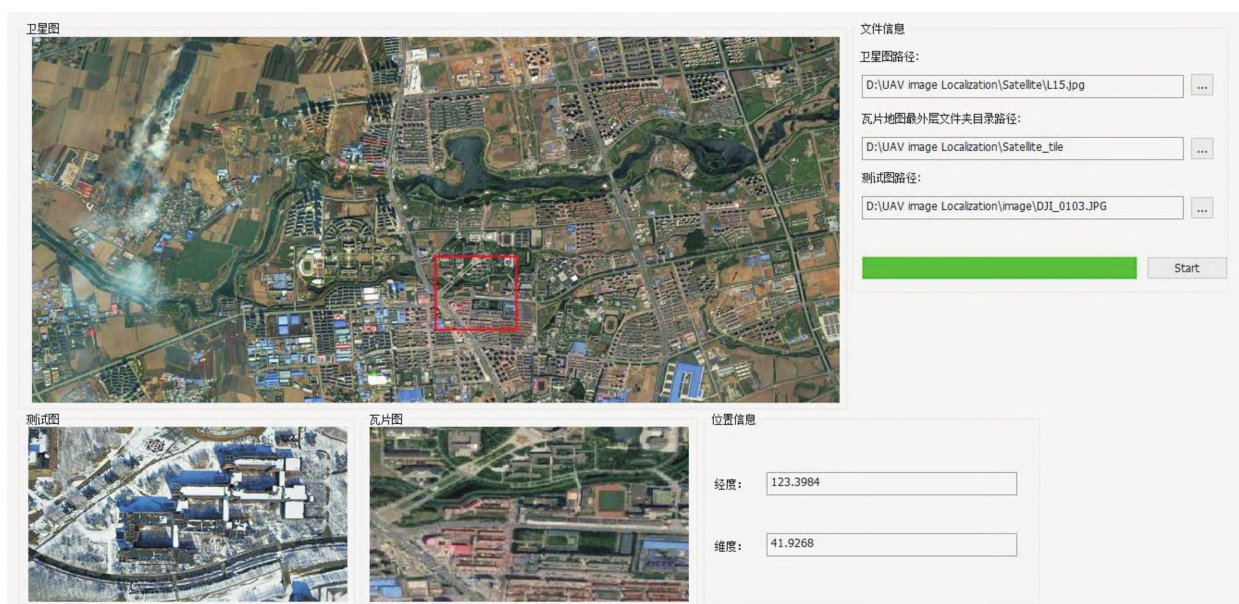 卫星图
文件信息
卫星图路径:
D:\UAV image Localization\Satellite\L15.jpg
...
瓦片地图最外层文件夹目录路径:
D:\UAV image Localization\Satellite_tile
...
测试图路径:
D:\UAV image Localization\image\DJI_0103.JPG
...
Start
测试图
瓦片图
位置信息
经度:
123.3984
维度:
41.9268